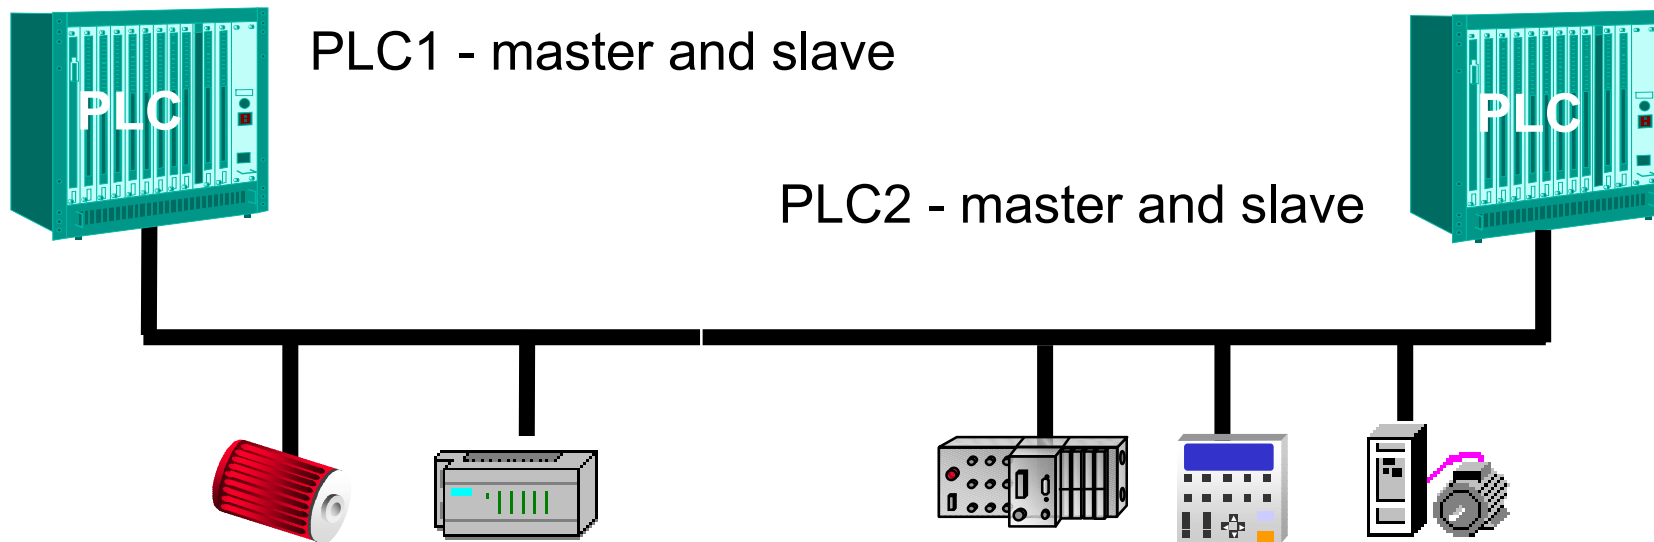 PLC1 - master and slave
PLC
PLC
PLC2 - master and slave